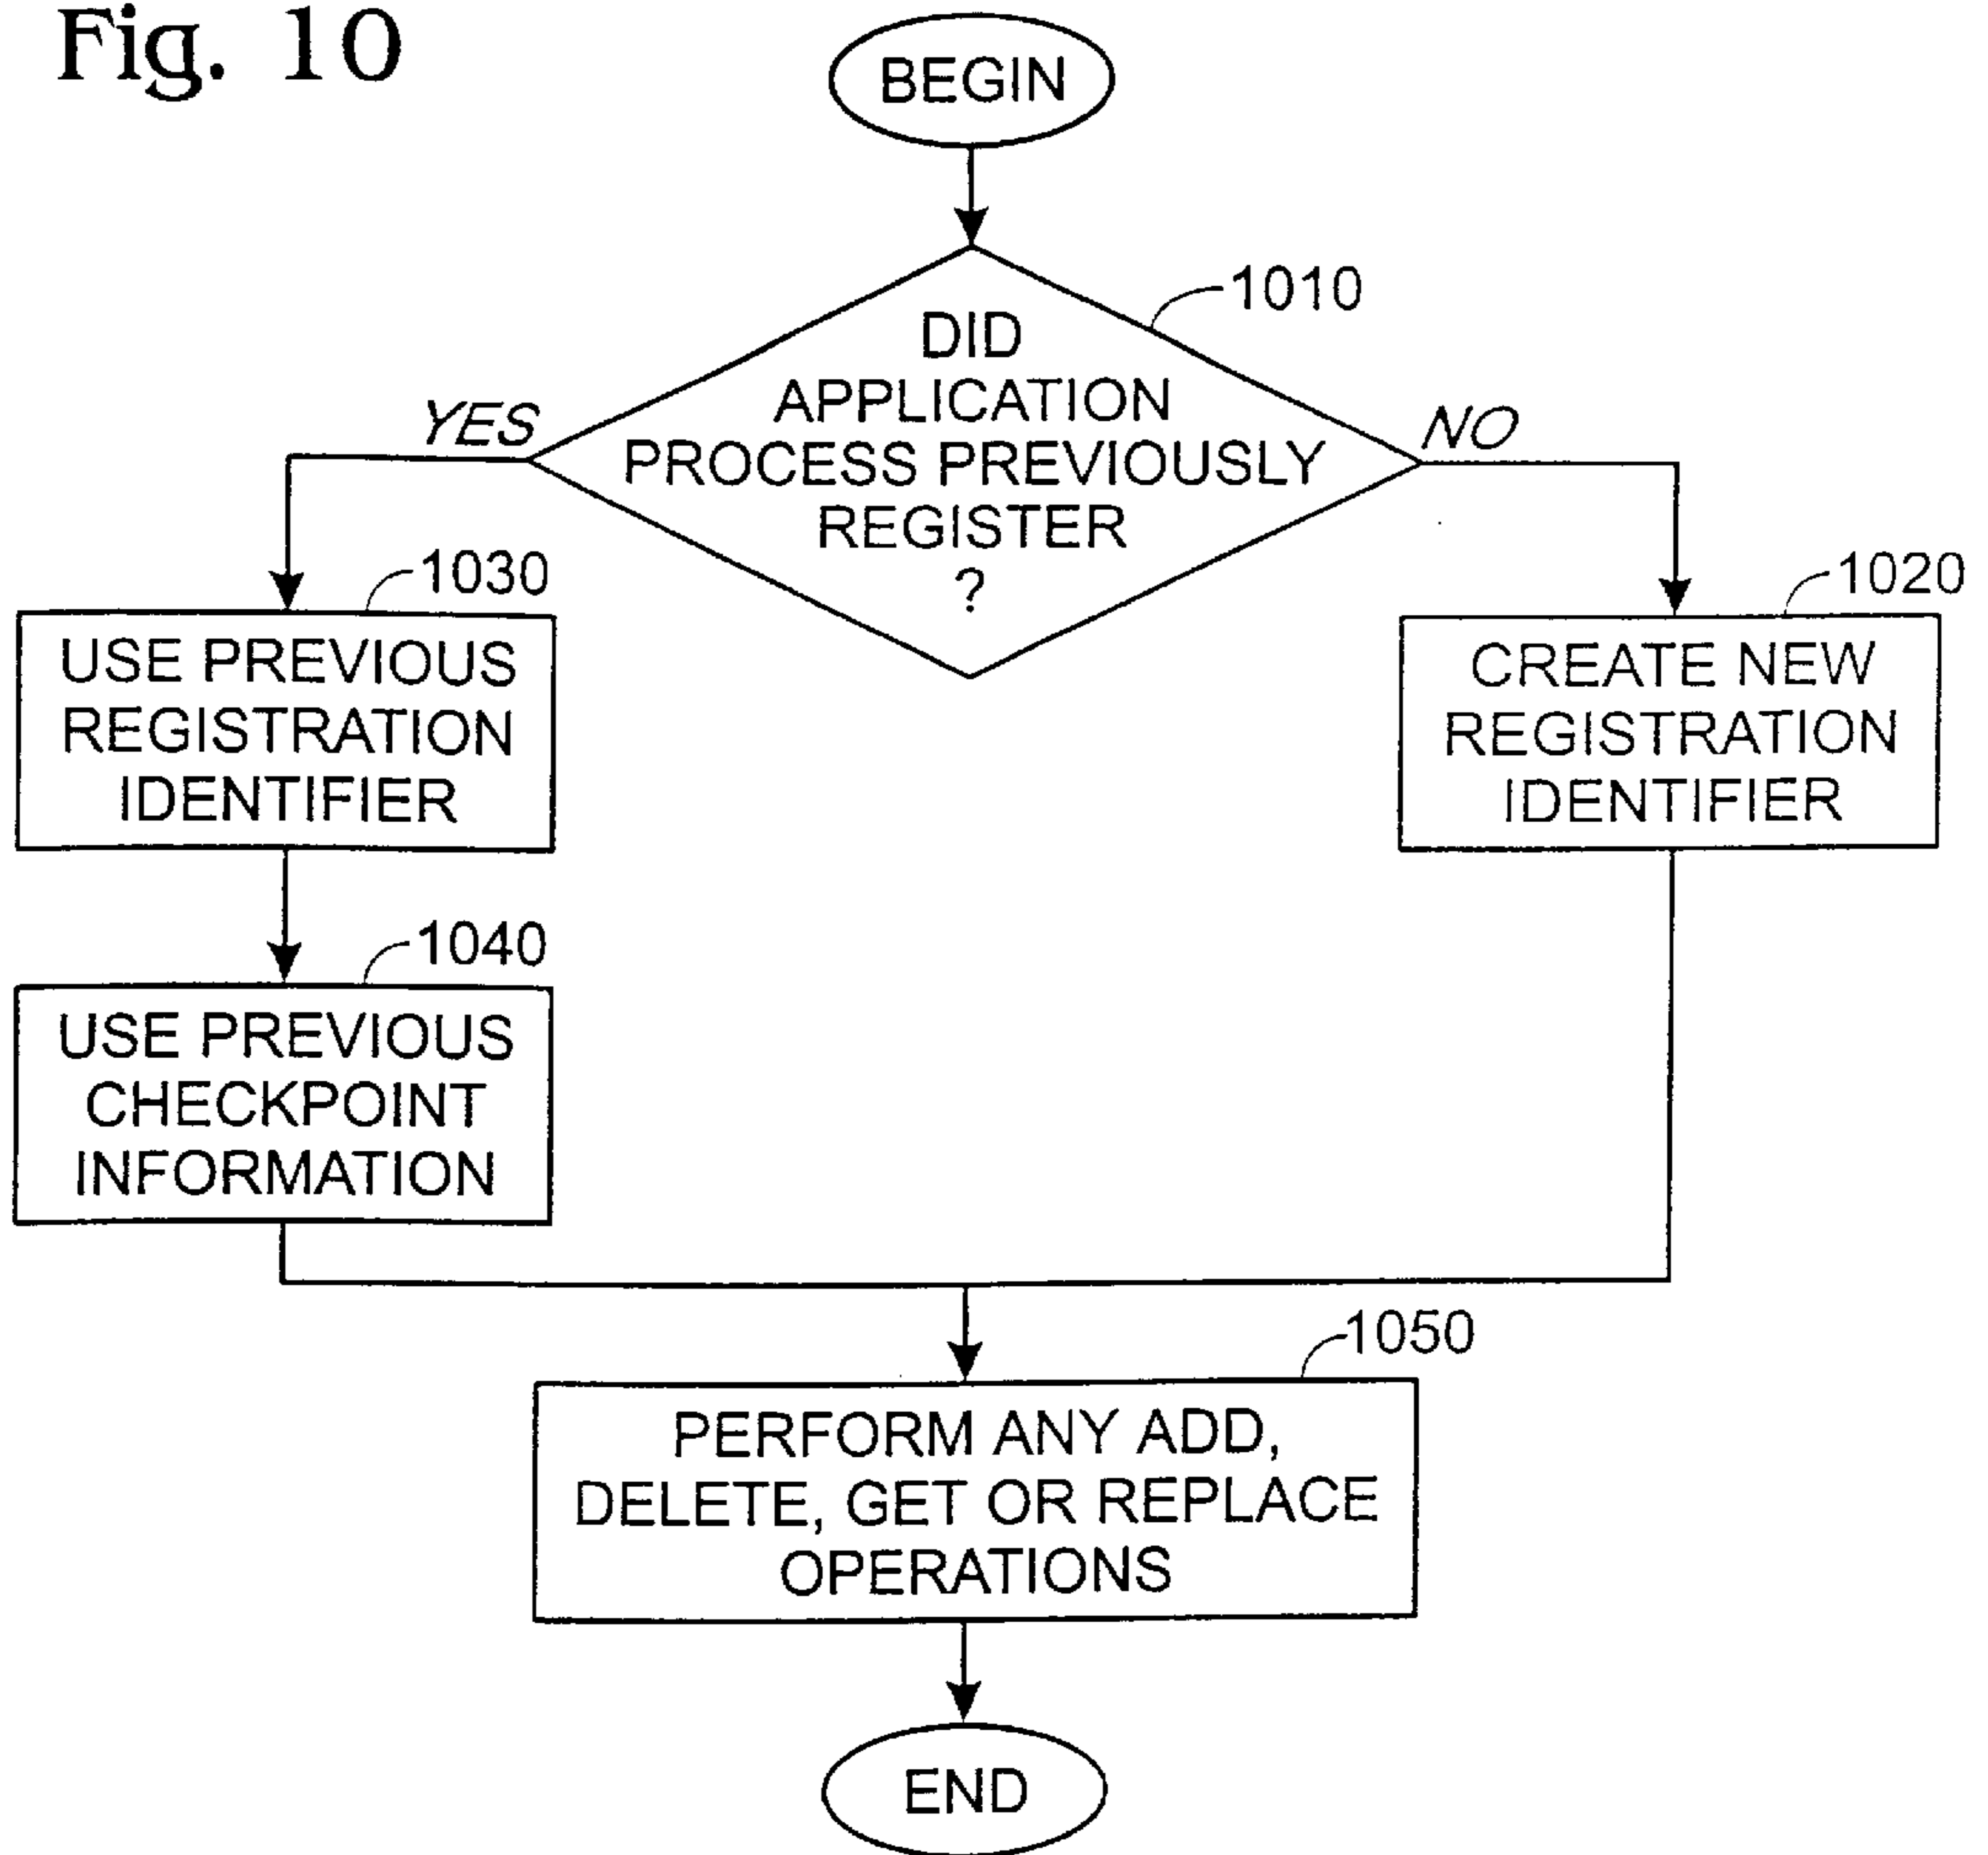 Fig. 10
BEGIN
1010
DID
APPLICATION
PROCESS PREVIOUSLY
REGISTER
?
YES
NO
1030
USE PREVIOUS
REGISTRATION
IDENTIFIER
1020
CREATE NEW
REGISTRATION
IDENTIFIER
1040
USE PREVIOUS
CHECKPOINT
INFORMATION
1050
PERFORM ANY ADD,
DELETE, GET OR REPLACE
OPERATIONS
END